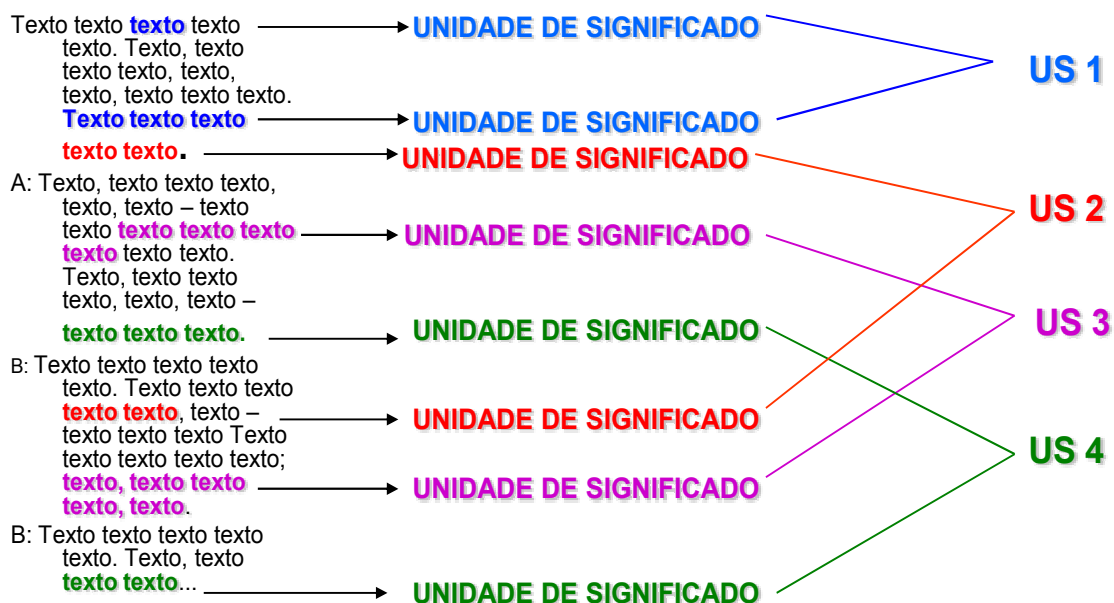 Texto texto texto texto
texto. Texto, texto
texto texto, texto,
texto, texto texto texto.
Texto texto texto
texto texto.
A: Texto, texto texto texto,
texto, texto – texto
texto texto texto texto
texto texto texto.
Texto, texto texto
texto, texto, texto –
texto texto texto.
B: Texto texto texto texto
texto. Texto texto texto
texto texto, texto –
texto texto texto Texto
texto texto texto texto;
texto, texto texto
texto, texto.
B: Texto texto texto texto
texto. Texto, texto
texto texto...
UNIDADE DE SIGNIFICADO
UNIDADE DE SIGNIFICADO
UNIDADE DE SIGNIFICADO
UNIDADE DE SIGNIFICADO
UNIDADE DE SIGNIFICADO
UNIDADE DE SIGNIFICADO
UNIDADE DE SIGNIFICADO
UNIDADE DE SIGNIFICADO
US 1
US 2
US 3
US 4